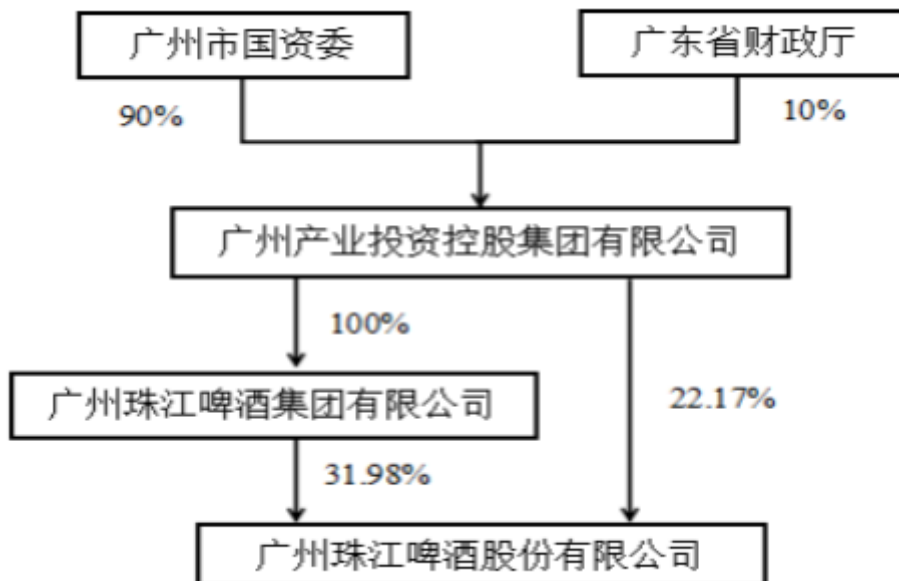 广州市国资委
广东省财政厅
90%
10%
广州产业投资控股集团有限公司
100%
广州珠江啤酒集团有限公司
22.17%
31.98%
广州珠江啤酒股份有限公司